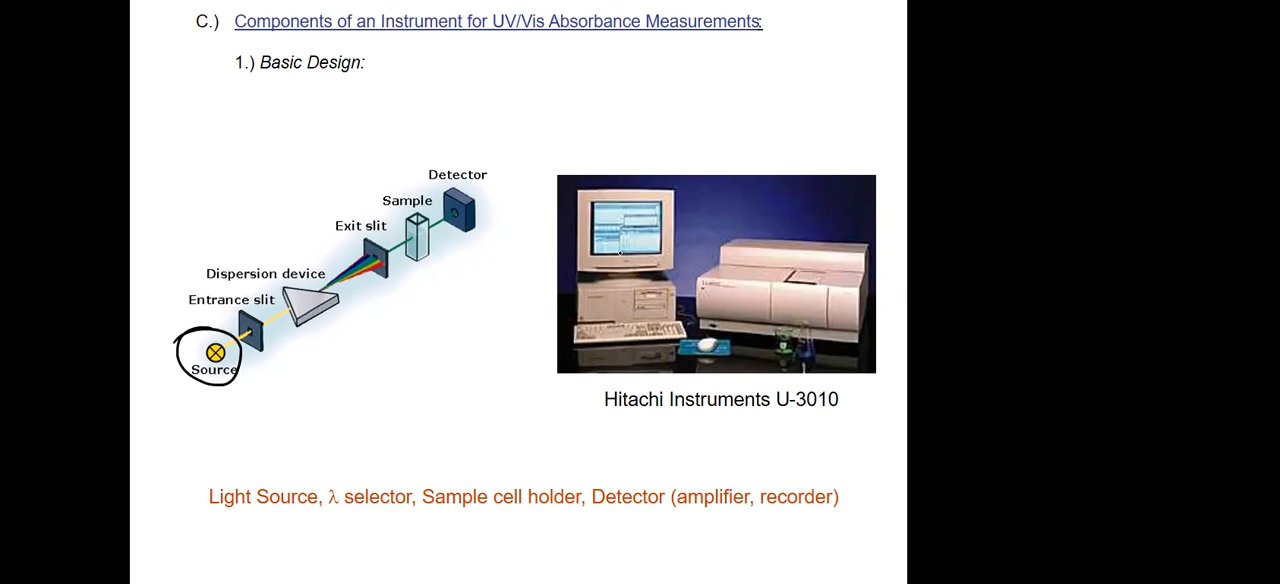 C.) Components of an Instrument for UV/Vis Absorbance Measurements:
1.) Basic Design:
Detector
Sample
Exit slit
Dispersion device
Entrance slit
Source
Hitachi Instruments U-3010
Light Source, λ selector, Sample cell holder, Detector (amplifier, recorder)